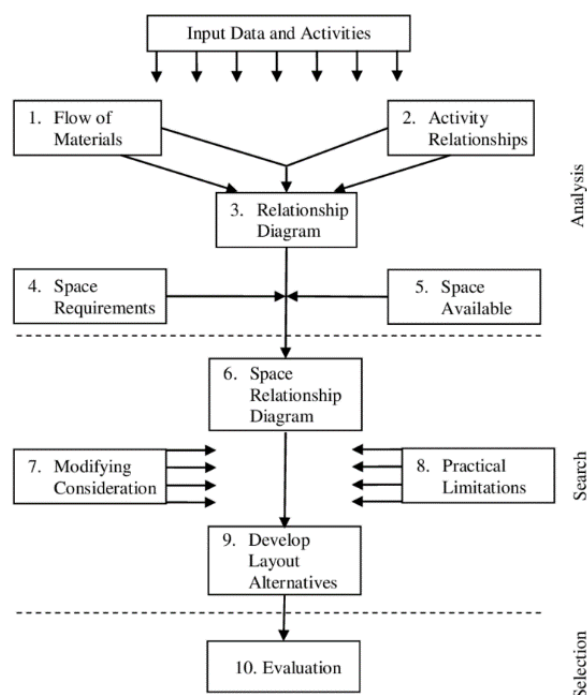 Input Data and Activities
1. Flow of
Materials
2. Activity
Relationships
3. Relationship
Diagram
Analysis
4. Space
Requirements
5. Space
Available
6. Space
Relationship
Diagram
7. Modifying
Consideration
8. Practical
Limitations
Search
9. Develop
Layout
Alternatives
10. Evaluation
Selection